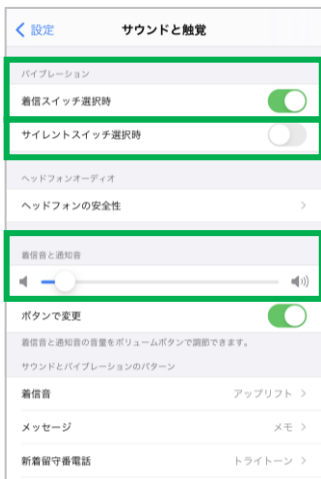 設定
サウンドと触覚
バイブレーション
着信スイッチ選択時
サイレントスイッチ選択時
ヘッドフォンオーディオ
ヘッドフォンの安全性
着信音と通知音
ボタンで変更
着信音と通知音の音量をボリュームボタンで調節できます。
サウンドとバイブレーションのパターン
着信音 アップリフト
メッセージ メモ
新着留守番電話 トライトーン